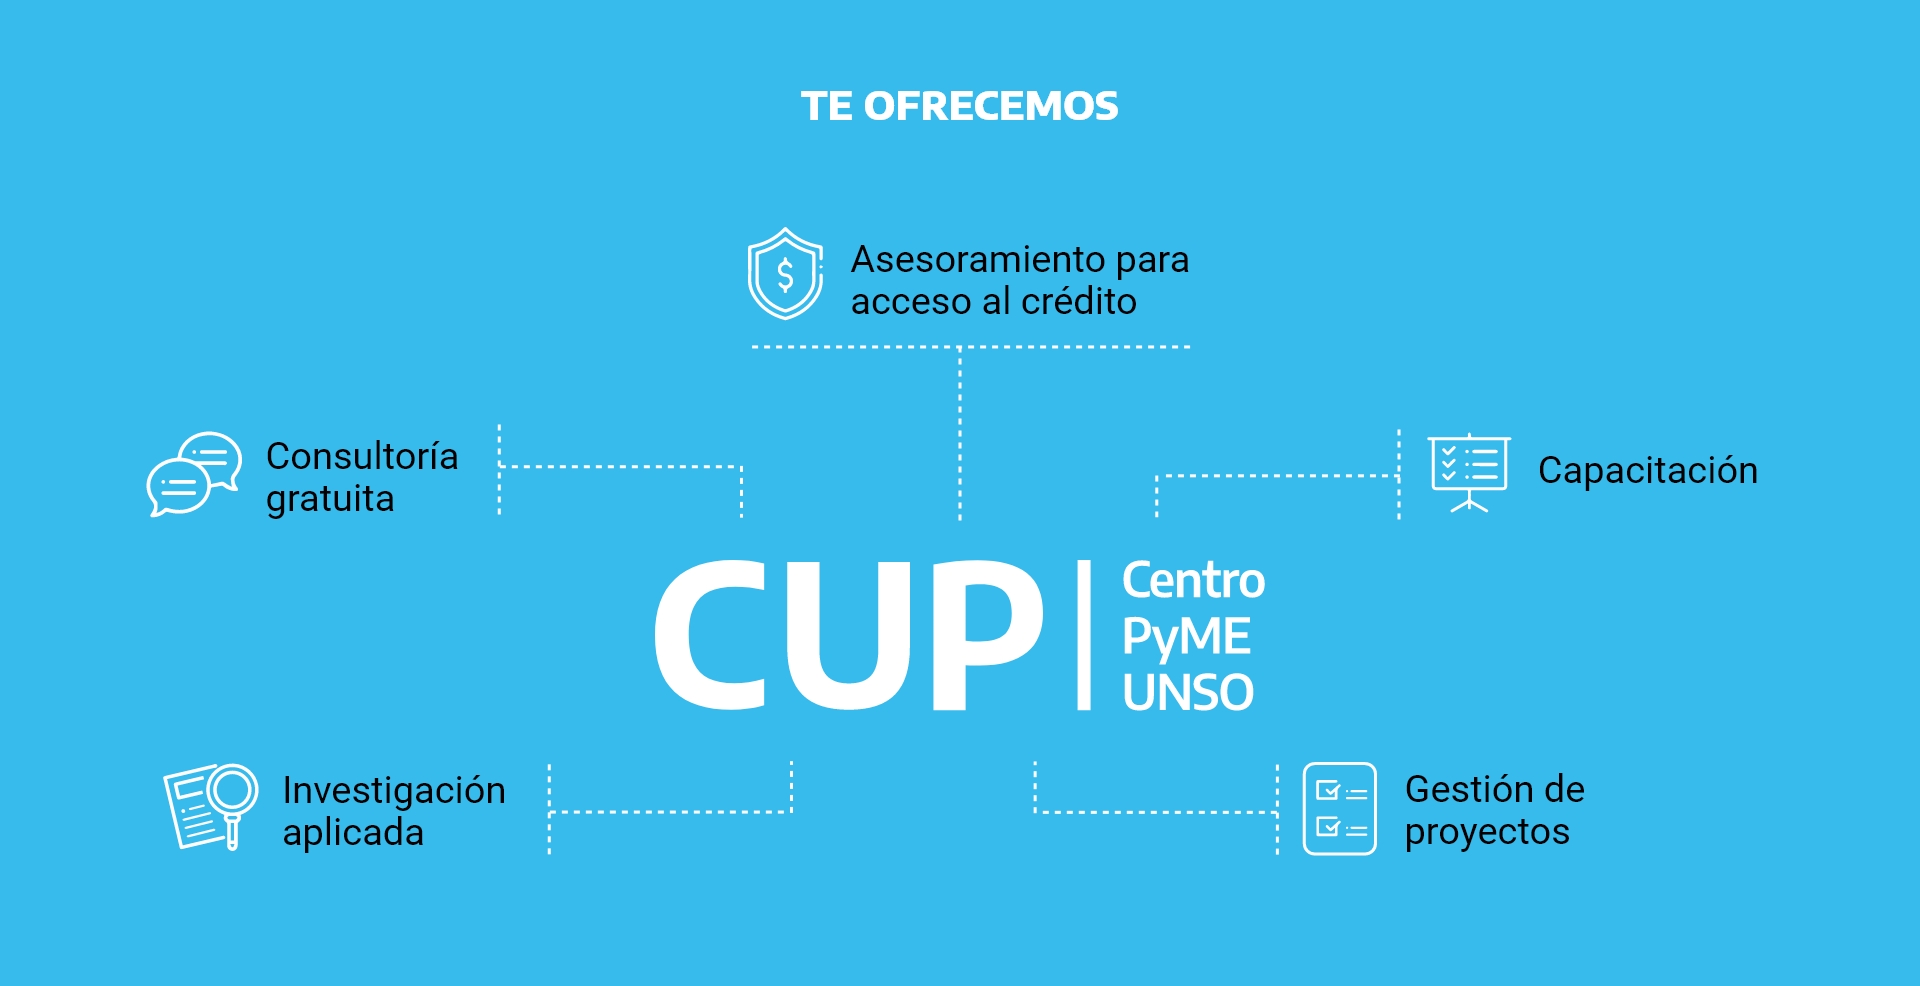 TE OFRECEMOS
Asesoramiento para
acceso al crédito
Consultoría
gratuita
Capacitación
CUP
Centro
PyME
UNSO
Investigación
aplicada
Gestión de
proyectos